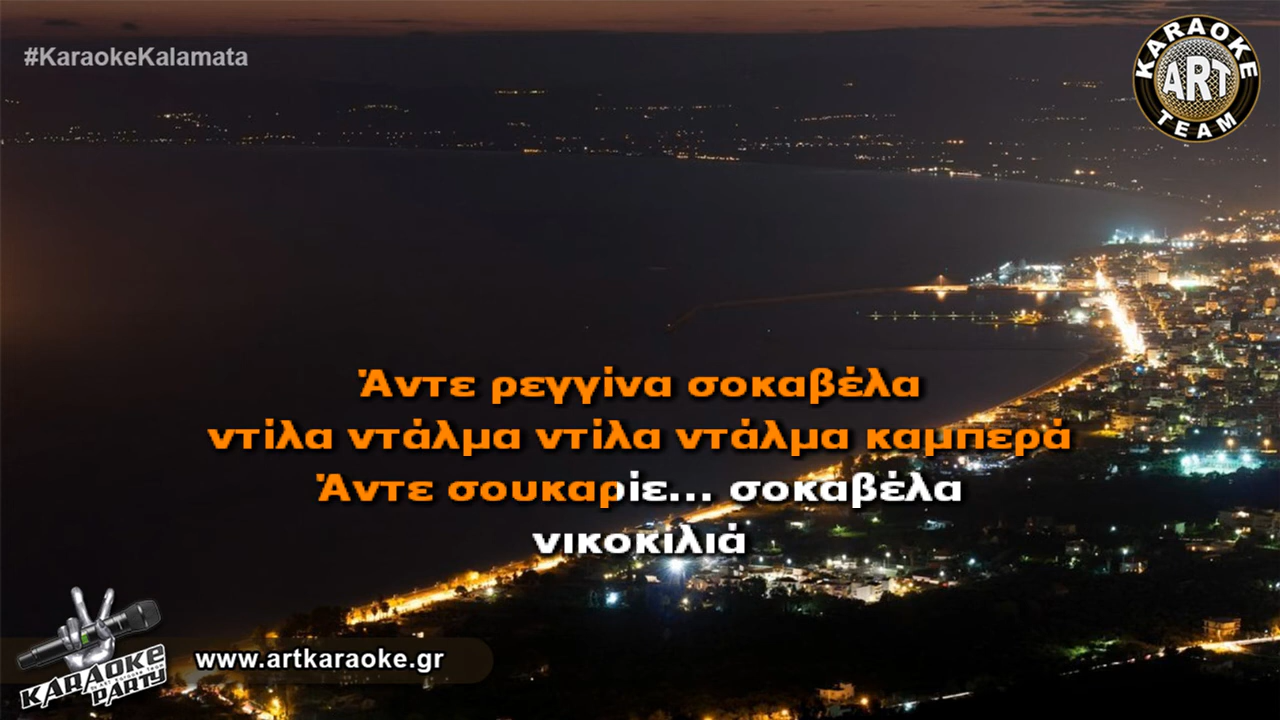 #KaraokeKalamata
KARAOKE
ART
TEAM
Άντε ρεγγίνα σοκαβέλα
ντίλα ντάλμα ντίλα ντάλμα καμπερά
Άντε σουκαρίε... σοκαβέλα
νικοκίλιά
KARAOKE
PARTY
www.artkaraoke.gr